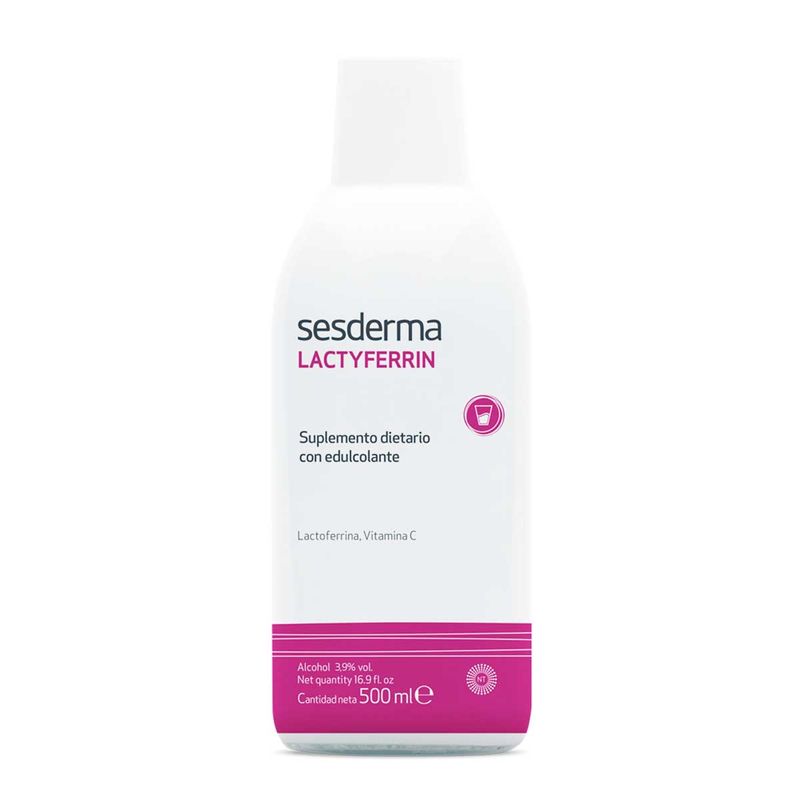 sesderma
LACTYFERRIN
Suplemento dietario
con edulcolante
Lactoferrina, Vitamina C
Alcohol 3,9% vol.
Net quantity 16.9 fl. oz
Cantidad neta 500 ml ℮
NT